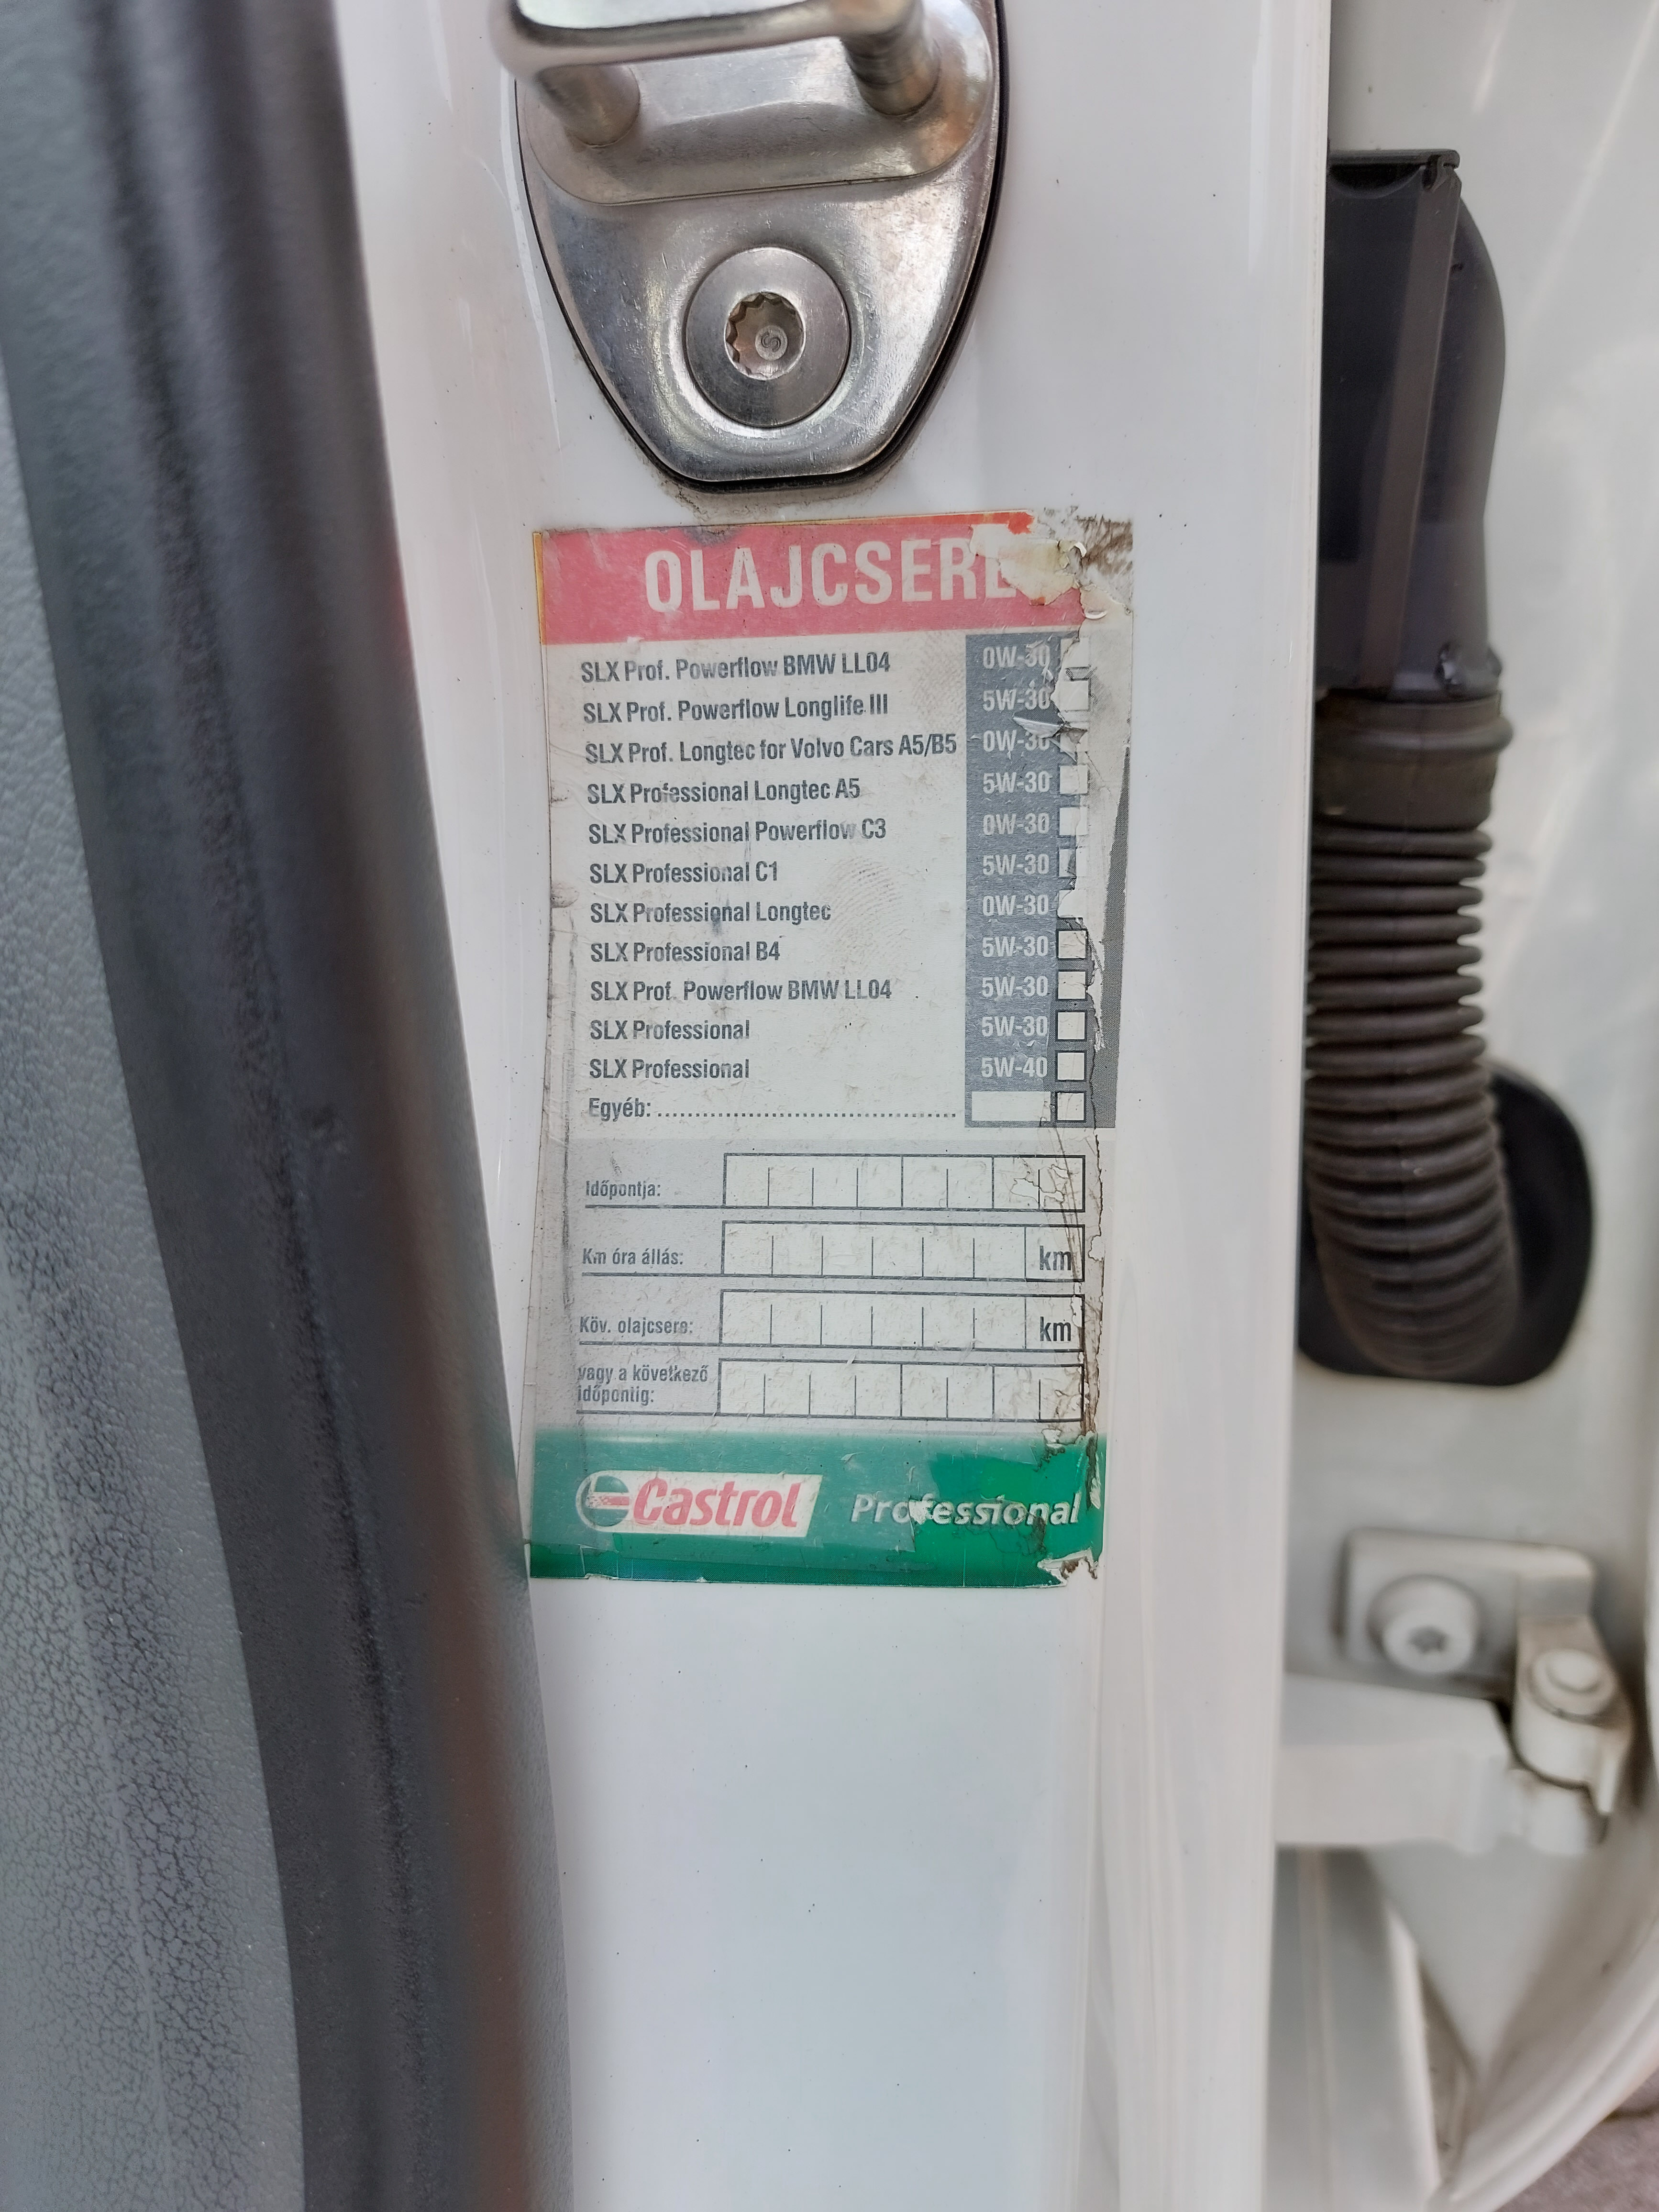 OLAJCSERE
SLX Prof. Powerflow BMW LL04 0W-30
SLX Prof. Powerflow Longlife III 5W-30
SLX Prof. Longtec for Volvo Cars A5/B5 0W-30
SLX Professional Longtec A5 5W-30
SLX Professional Powerflow C3 0W-30
SLX Professional C1 5W-30
SLX Professional Longtec 0W-30
SLX Professional B4 5W-30
SLX Prof. Powerflow BMW LL04 5W-30
SLX Professional 5W-30
SLX Professional 5W-40
Egyéb: ........................................
Időpontja:
Km óra állás: km
Köv. olajcsere: km
vagy a következő
időpontig:
Castrol Professional